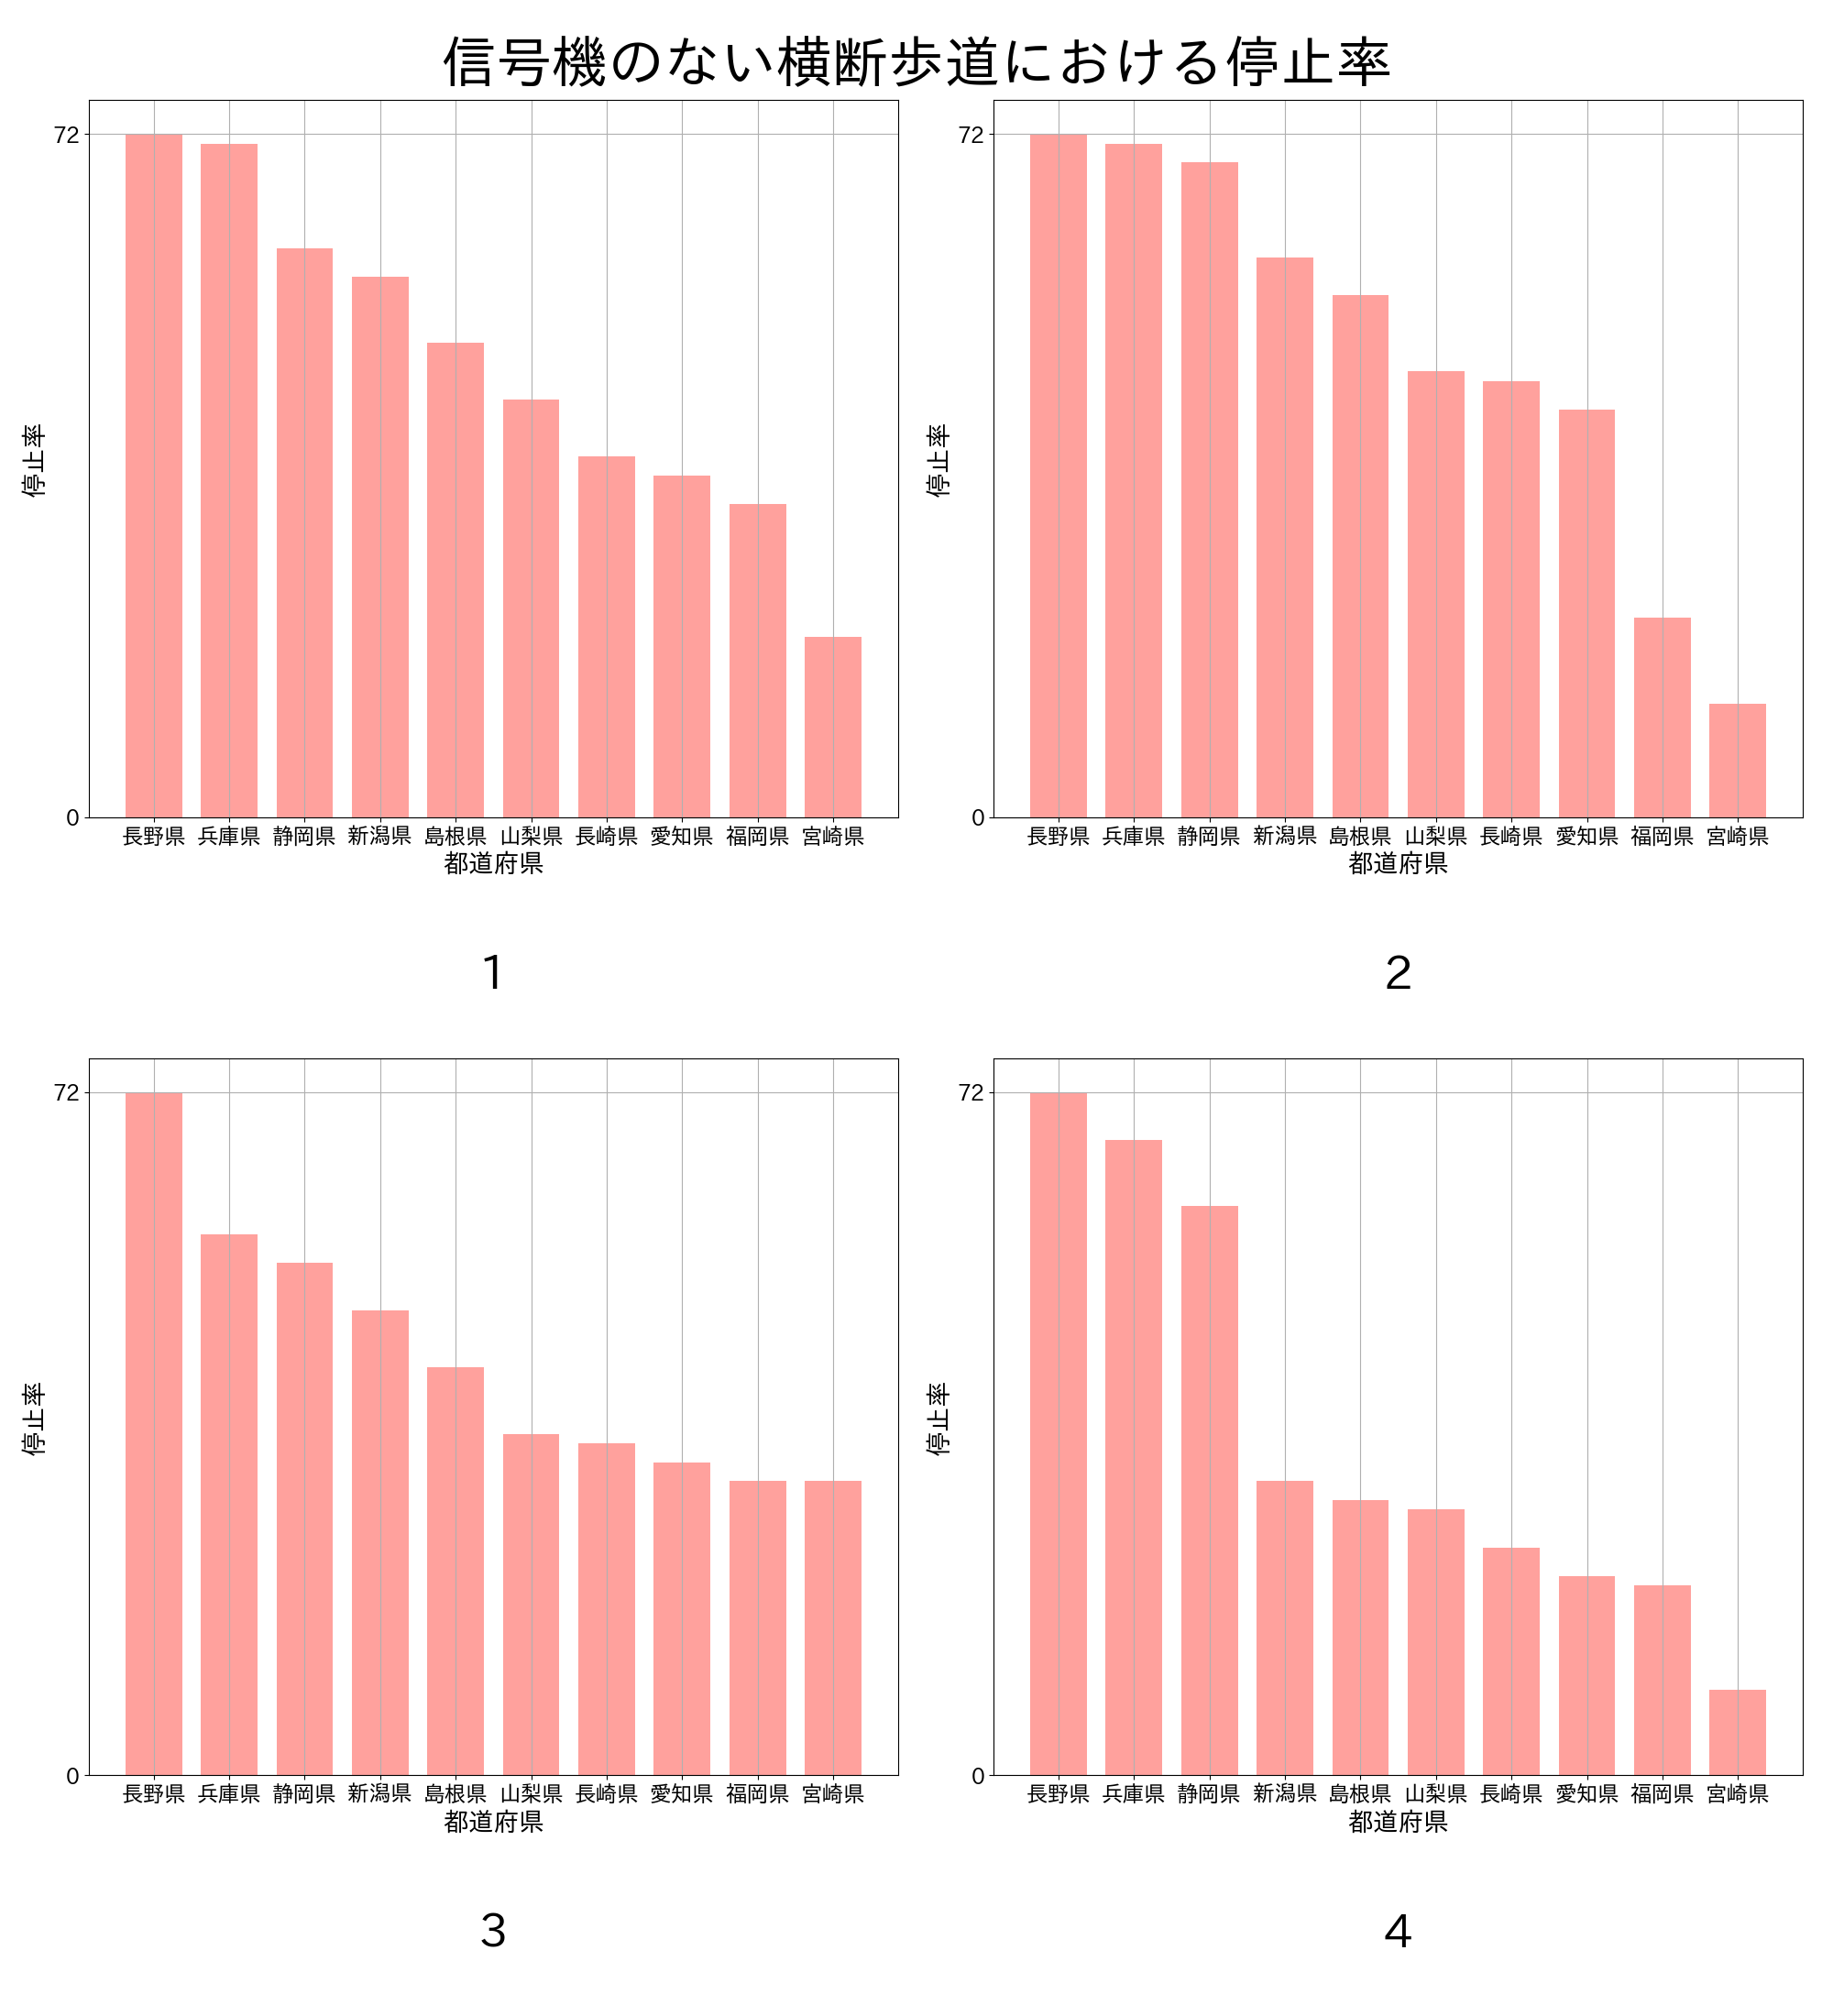 信号機のない横断歩道における停止率
72
0
停止率
長野県 兵庫県 静岡県 新潟県 島根県 山梨県 長崎県 愛知県 福岡県 宮崎県
都道府県
1
72
0
停止率
長野県 兵庫県 静岡県 新潟県 島根県 山梨県 長崎県 愛知県 福岡県 宮崎県
都道府県
2
72
0
停止率
長野県 兵庫県 静岡県 新潟県 島根県 山梨県 長崎県 愛知県 福岡県 宮崎県
都道府県
3
72
0
停止率
長野県 兵庫県 静岡県 新潟県 島根県 山梨県 長崎県 愛知県 福岡県 宮崎県
都道府県
4